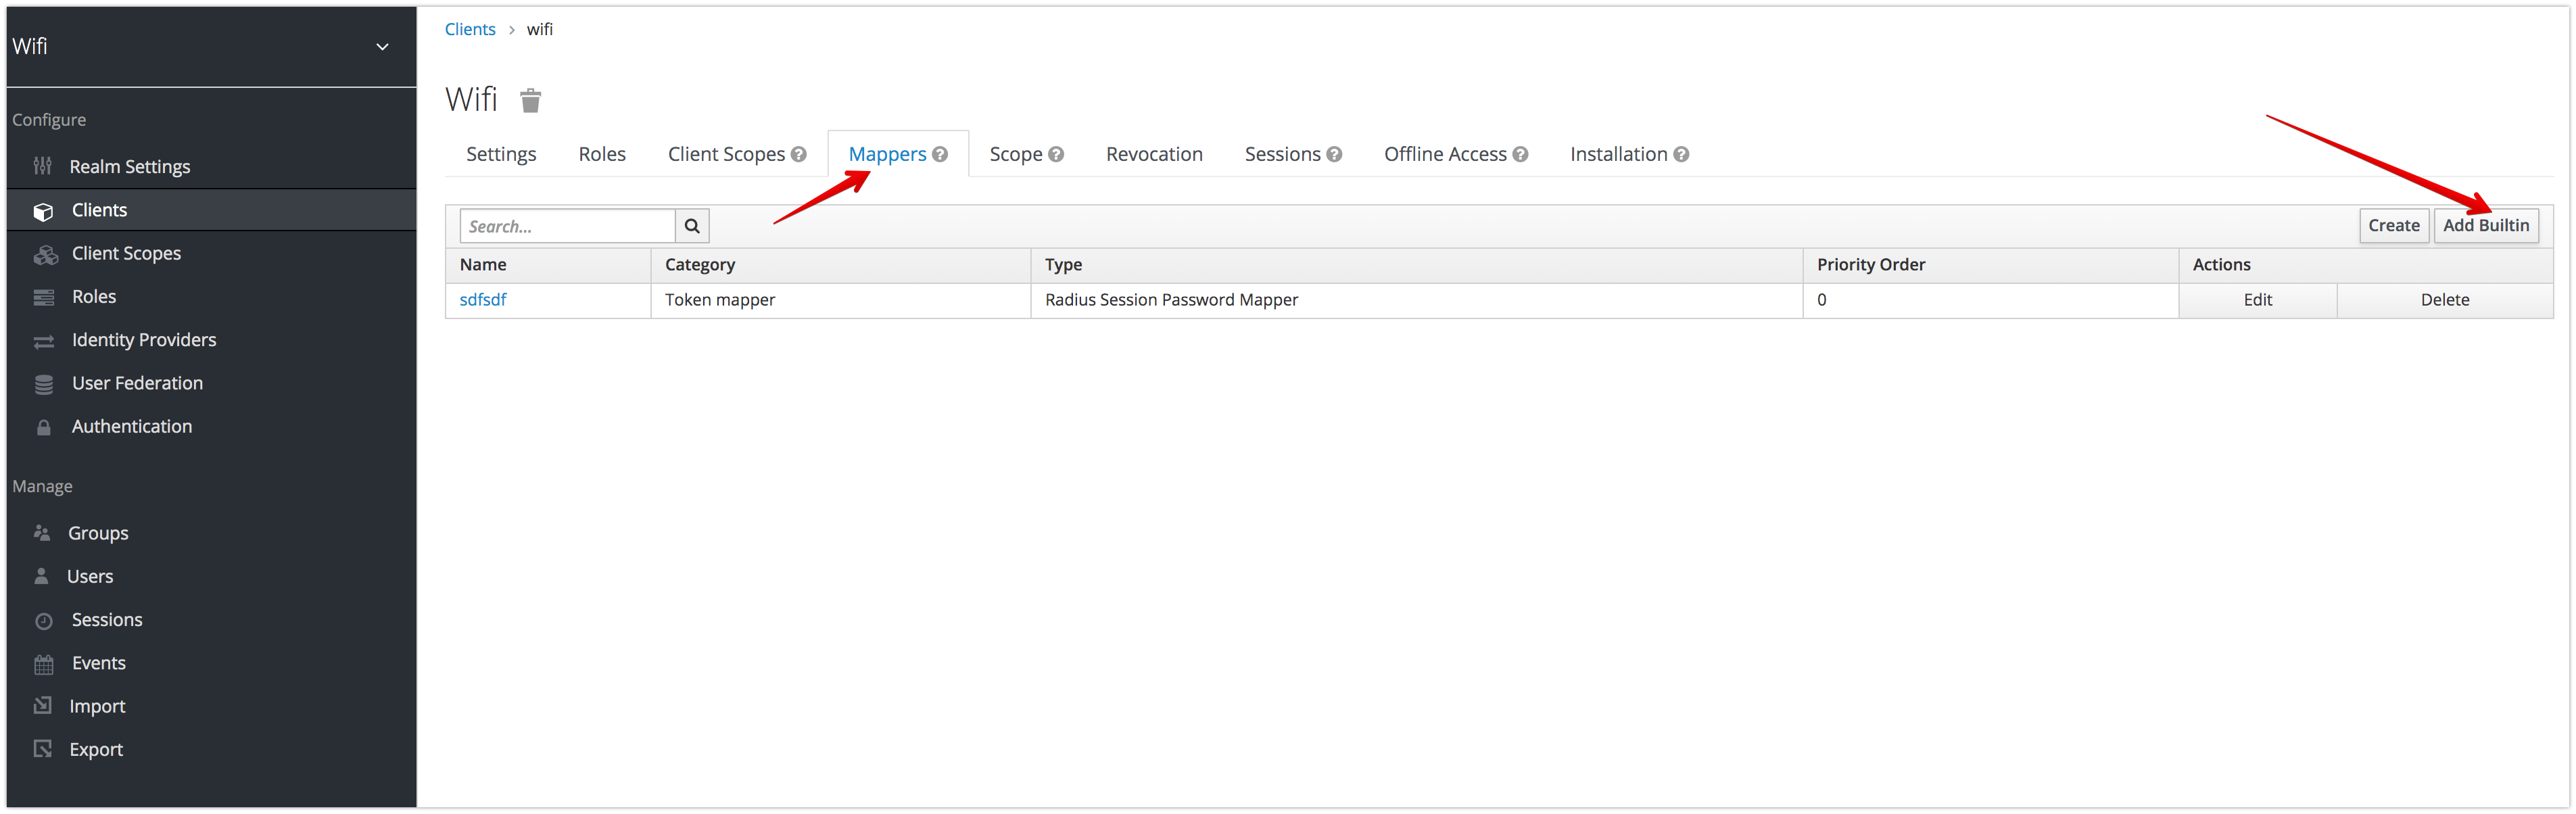 Wifi
Configure
Realm Settings
Clients
Client Scopes
Roles
Identity Providers
User Federation
Authentication
Manage
Groups
Users
Sessions
Events
Import
Export
Clients > wifi
Wifi
Settings Roles Client Scopes Mappers Scope Revocation Sessions Offline Access Installation
Search... Create Add Builtin
Name Category Type Priority Order Actions
sdfsdf Token mapper Radius Session Password Mapper 0 Edit Delete